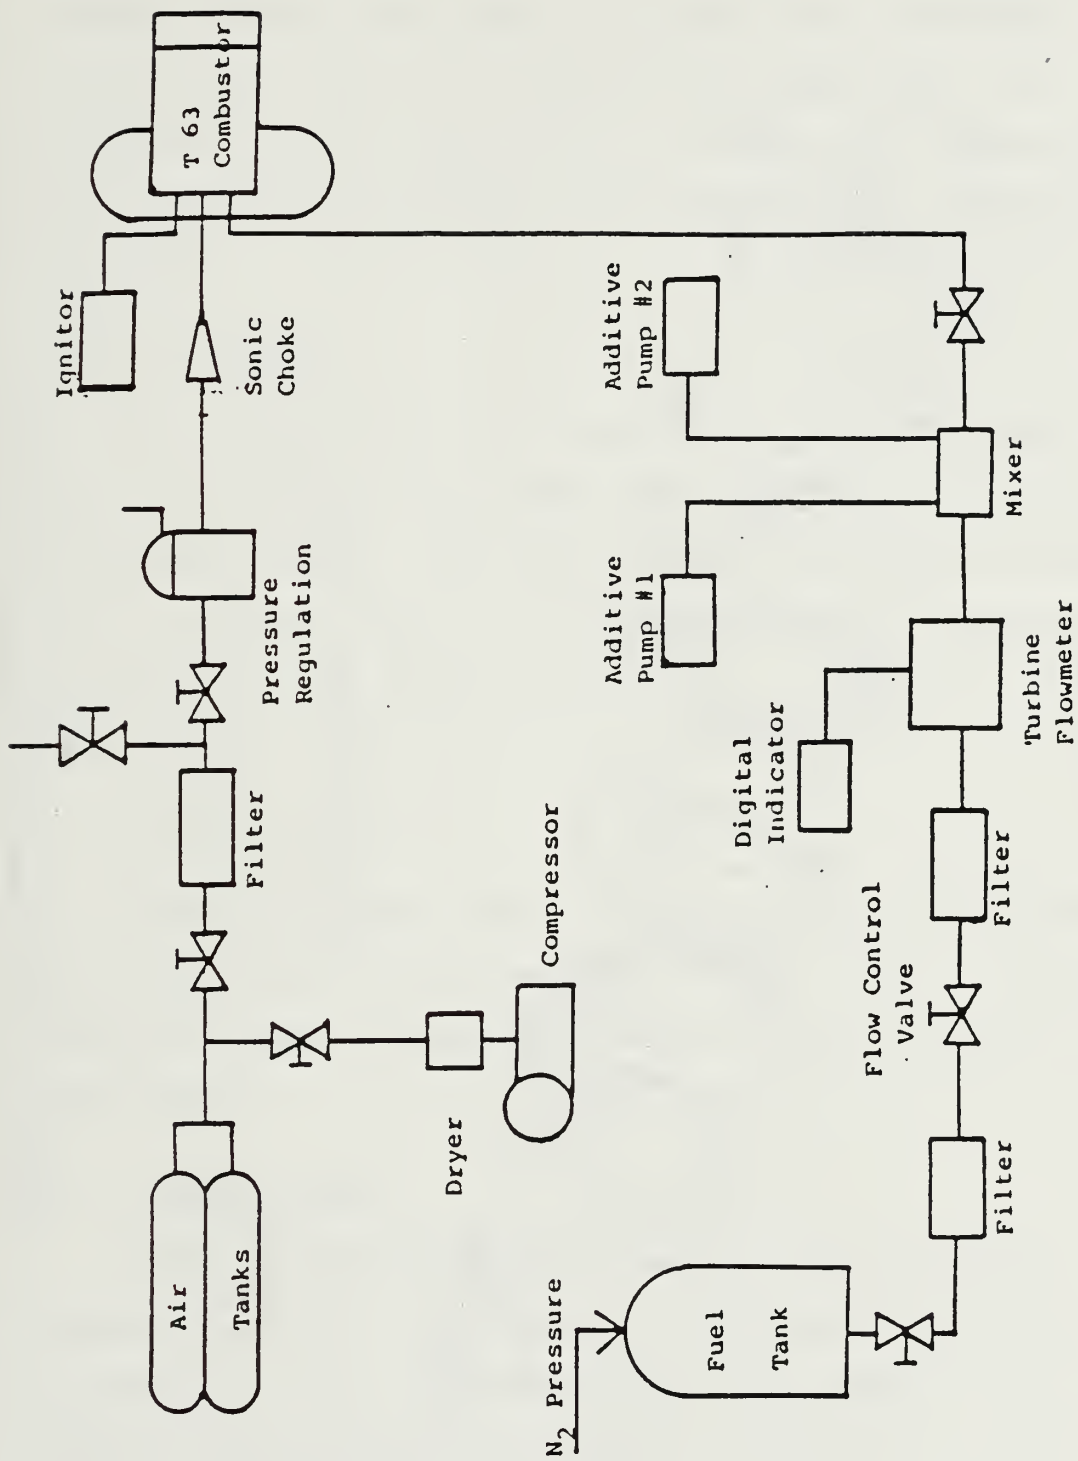 T 63
Combustor
Ignitor
Sonic
Choke
Pressure
Regulation
Filter
Compressor
Dryer
Air
Tanks
Additive
Pump #2
Additive
Pump #1
Mixer
Turbine
Flowmeter
Digital
Indicator
Filter
Flow Control
Valve
Filter
Fuel
Tank
N₂ Pressure